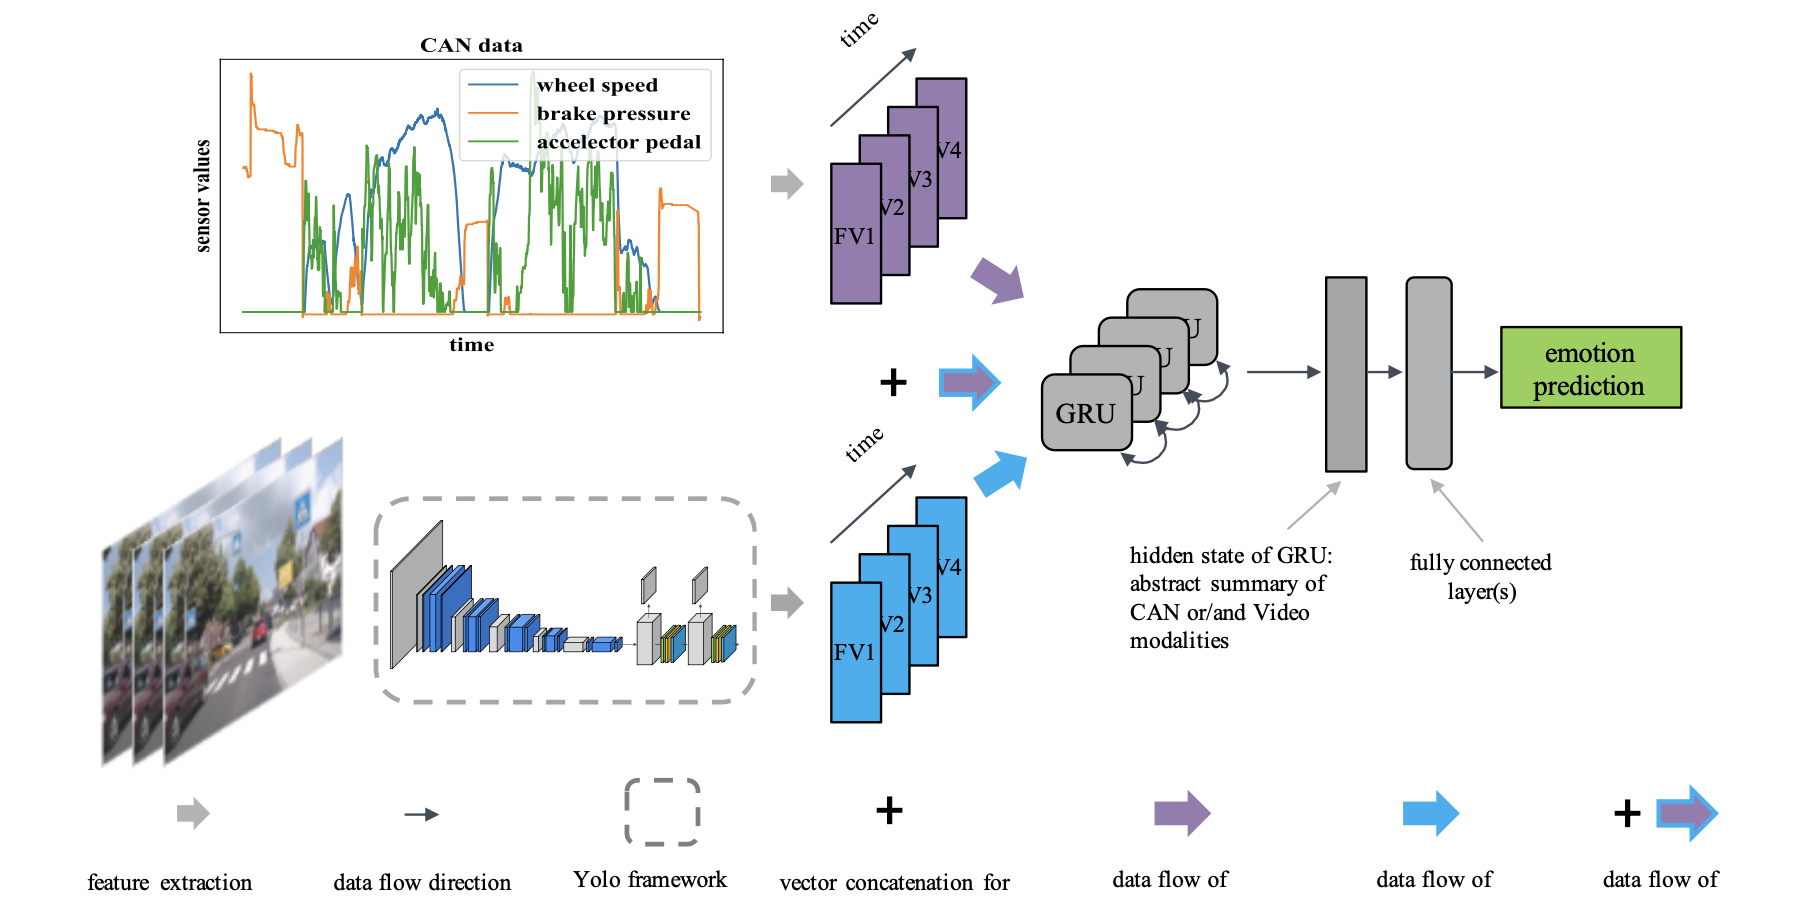 CAN data
wheel speed
brake pressure
accelector pedal
sensor values
time
time
FV1
V2
V3
V4
time
FV1
V2
V3
V4
GRU
U
U
U
emotion
prediction
hidden state of GRU:
abstract summary of
CAN or/and Video
modalities
fully connected
layer(s)
feature extraction
data flow direction
Yolo framework
vector concatenation for
data flow of
data flow of
data flow of